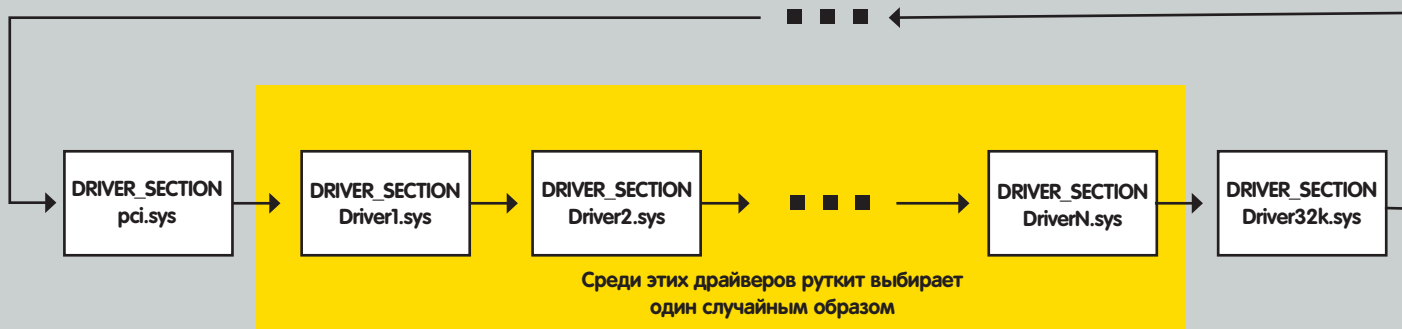 DRIVER_SECTION
pci.sys
DRIVER_SECTION
Driver1.sys
DRIVER_SECTION
Driver2.sys
DRIVER_SECTION
DriverN.sys
DRIVER_SECTION
Driver32k.sys
Среди этих драйверов руткит выбирает
один случайным образом